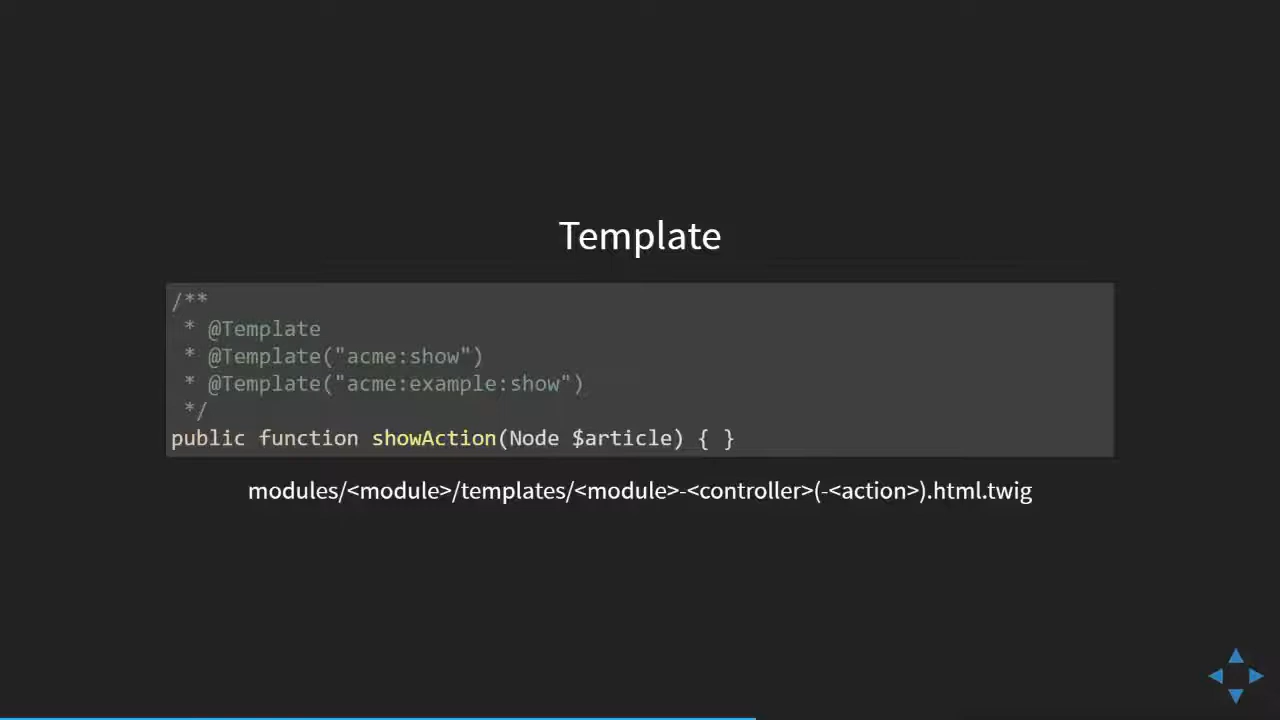 Template
/**
 * @Template
 * @Template("acme:show")
 * @Template("acme:example:show")
 */
public function showAction(Node $article) { }
modules/<module>/templates/<module>-<controller>(-<action>).html.twig